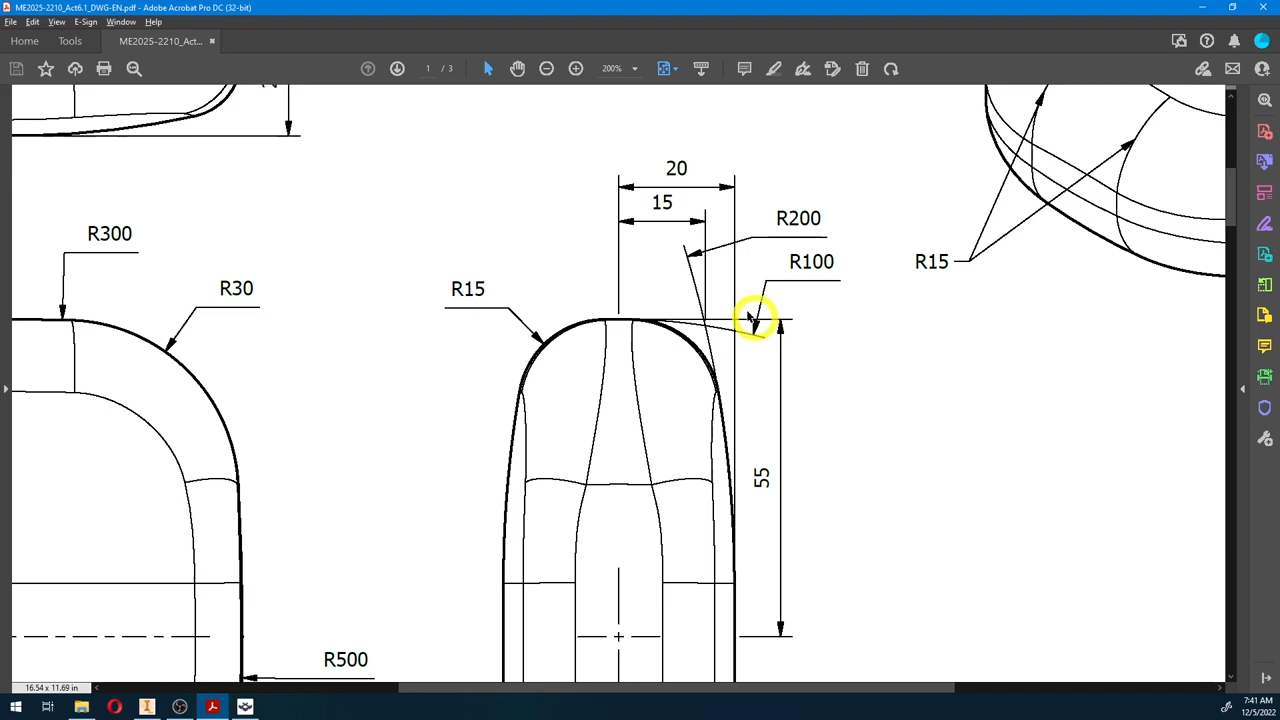 ME2025-2210_Act6.1_DWG-EN.pdf - Adobe Acrobat Pro DC (32-bit)
File Edit View E-Sign Window Help
Home Tools ME2025-2210_Act...
1 / 3 200%
20
15
R200
R300
R100
R15
R30
R15
55
R500
16.54 x 11.69 in
7:41 AM
12/5/2022